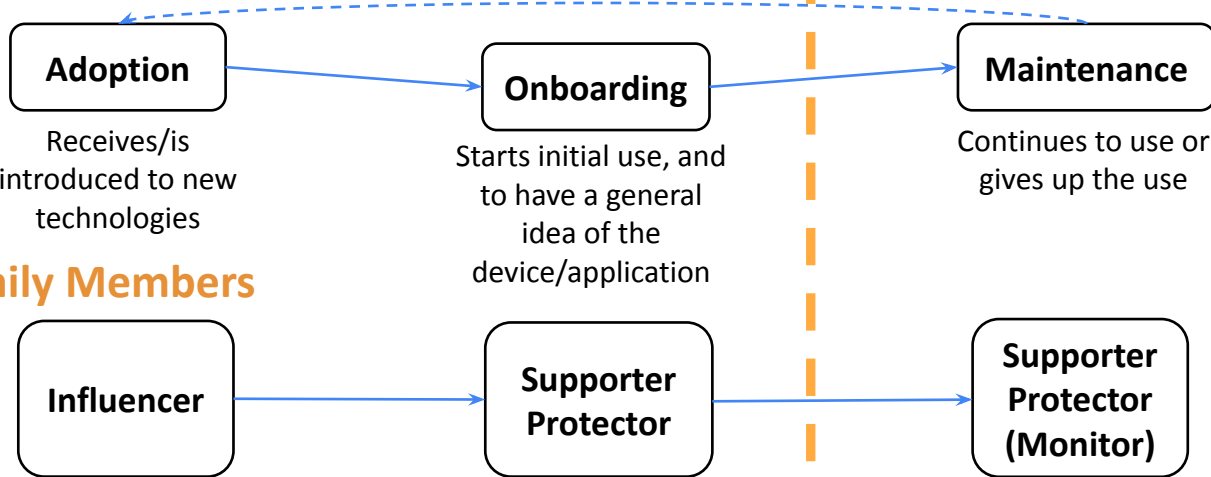 Adoption
Receives/is
introduced to new
technologies
Onboarding
Starts initial use, and
to have a general
idea of the
device/application
Maintenance
Continues to use or
gives up the use
Members
Influencer
Supporter
Protector
Supporter
Protector
(Monitor)